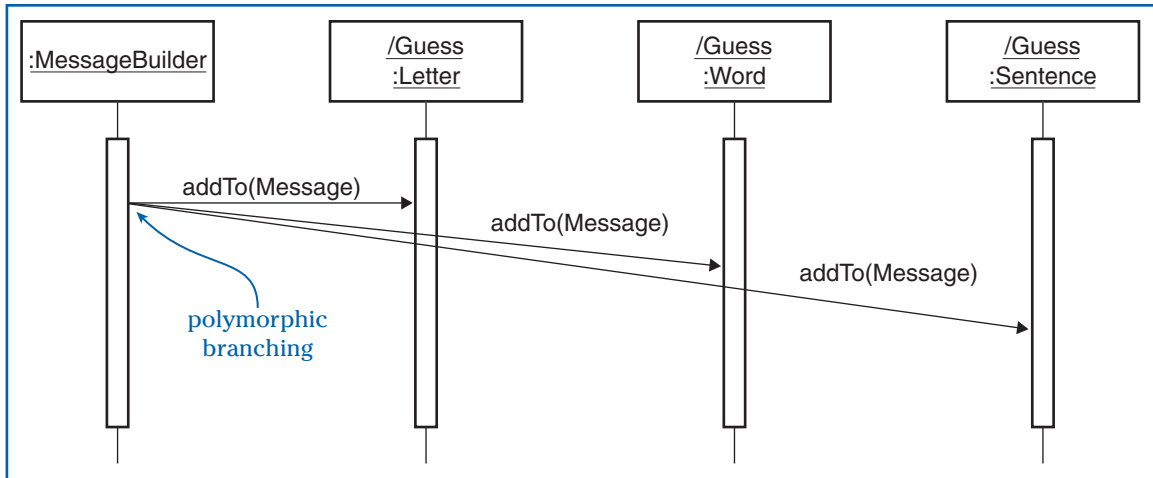 :MessageBuilder
/Guess
:Letter
/Guess
:Word
/Guess
:Sentence
addTo(Message)
addTo(Message)
addTo(Message)
polymorphic
branching